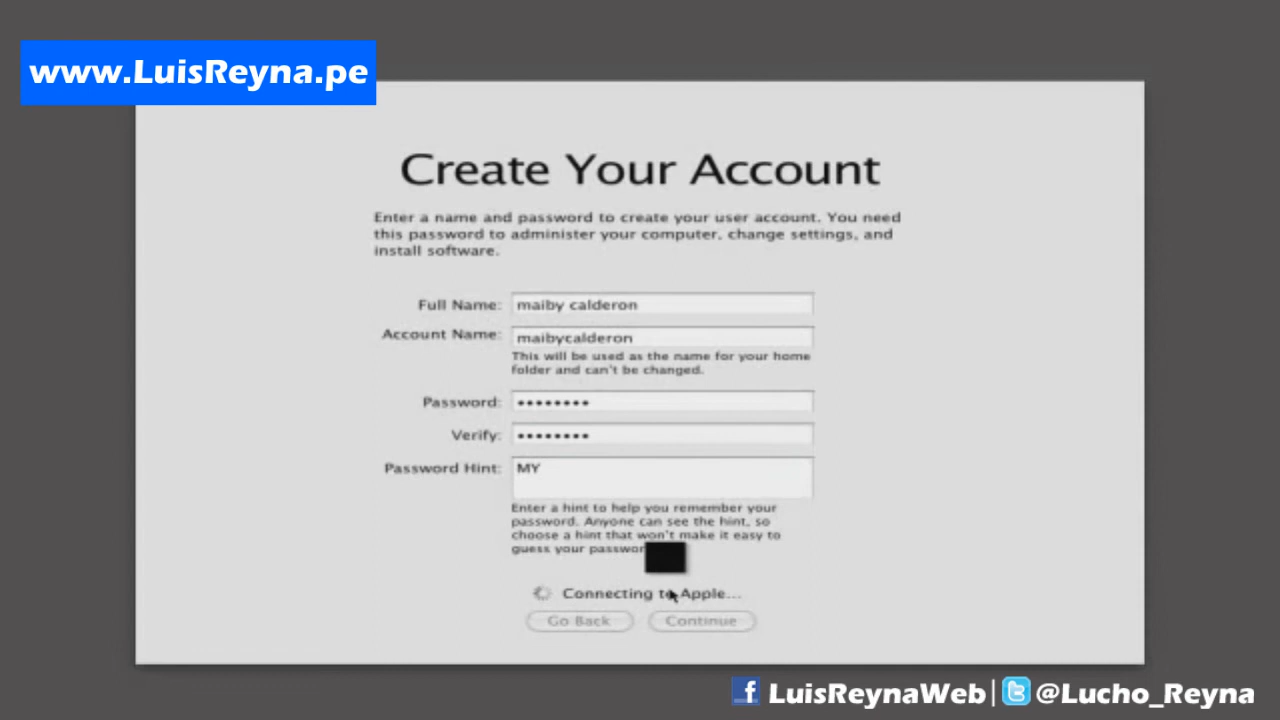 www.LuisReyna.pe
Create Your Account
Enter a name and password to create your user account. You need
this password to administer your computer, change settings, and
install software.
Full Name: maiby calderon
Account Name: maibycalderon
This will be used as the name for your home
folder and can't be changed.
Password: ••••••••
Verify: ••••••••
Password Hint: MY
Enter a hint to help you remember your
password. Anyone can see the hint, so
choose a hint that won't make it easy to
guess your
Connecting to Apple...
Go Back Continue
LuisReynaWeb | @Lucho_Reyna